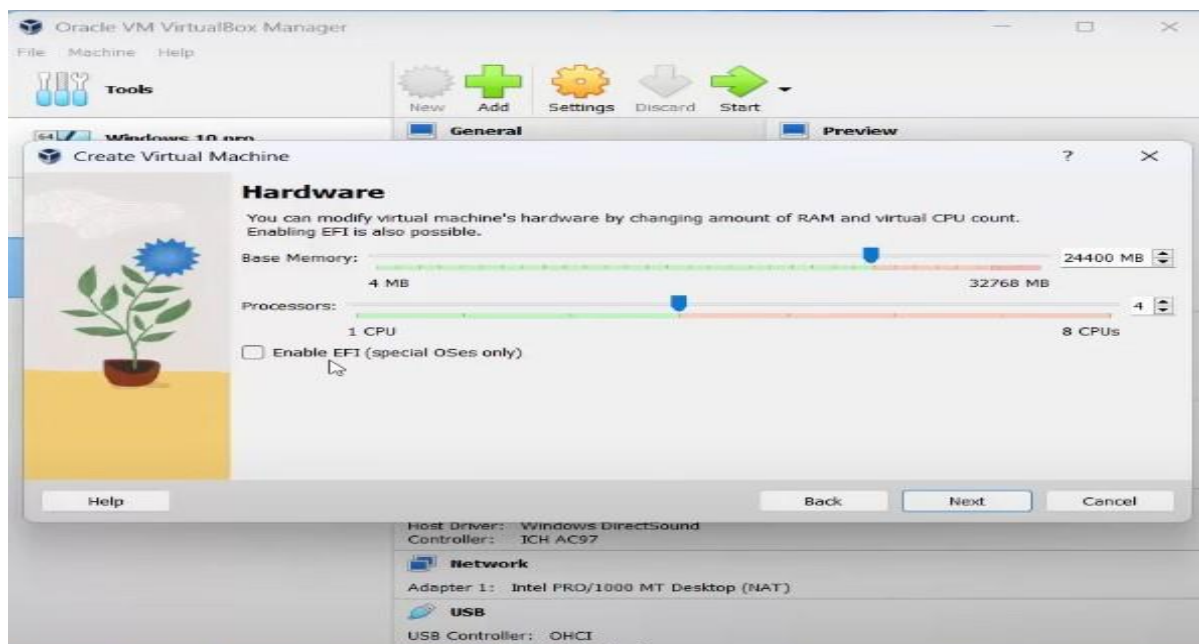 Oracle VM VirtualBox Manager
File Machine Help
Tools
New Add Settings Discard Start
64 Windows 10 pro
General
Preview
Create Virtual Machine
?
Hardware
You can modify virtual machine's hardware by changing amount of RAM and virtual CPU count.
Enabling EFI is also possible.
Base Memory: 24400 MB
4 MB 32768 MB
Processors: 4
1 CPU 8 CPUs
Enable EFI (special OSes only)
Help Back Next Cancel
Host Driver: Windows DirectSound
Controller: ICH AC97
Network
Adapter 1: Intel PRO/1000 MT Desktop (NAT)
USB
USB Controller: OHCI